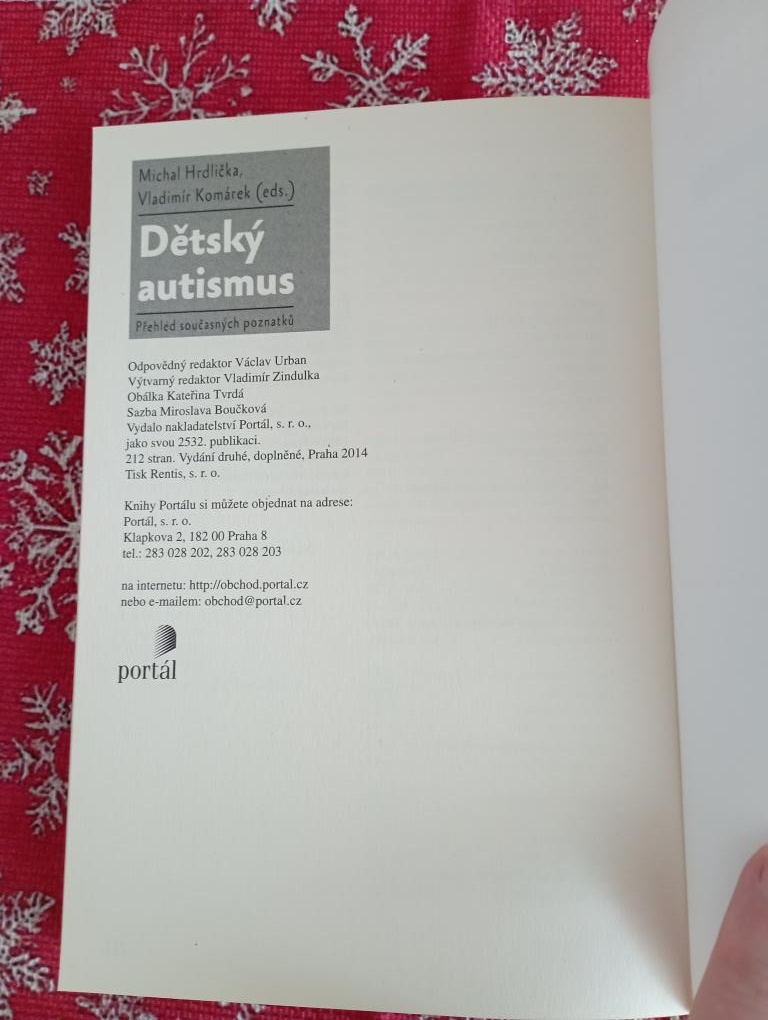 Michal Hrdlička,
Vladimír Komárek (eds.)
Dětský
autismus
Přehled současných poznatků
Odpovědný redaktor Václav Urban
Výtvarný redaktor Vladimír Zindulka
Obálka Kateřina Tvrdá
Sazba Miroslava Boučková
Vydalo nakladatelství Portál, s. r. o.,
jako svou 2532. publikaci.
212 stran. Vydání druhé, doplněné, Praha 2014
Tisk Rentis, s. r. o.
Knihy Portálu si můžete objednat na adrese:
Portál, s. r. o.
Klapkova 2, 182 00 Praha 8
tel.: 283 028 202, 283 028 203
na internetu: http://obchod.portal.cz
nebo e-mailem: obchod@portal.cz
portál